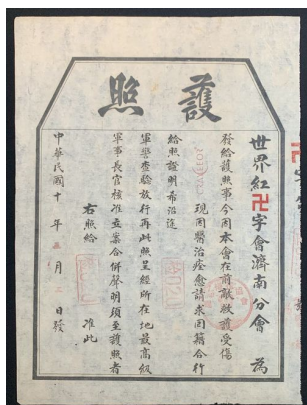 護照
世界紅卍字會濟南分會 為
發給護照事今因本會在前敵救護受傷
現因醫治痊愈請求回籍合行
給照證明希沿途
軍警查驗放行再此照呈經所在地最高級
軍事長官核准立案合併聲明須至護照者
右照給 准此
中華民國十 年 月 日發